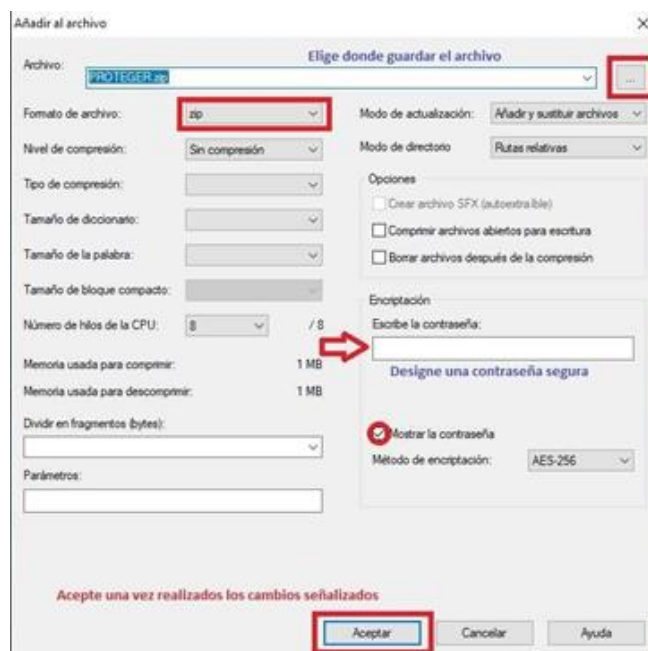 Añadir al archivo
Elige donde guardar el archivo
Archivo:
PROTEGER.zip
...
Formato de archivo:
zip
Modo de actualización:
Añadir y sustituir archivos
Nivel de compresión:
Sin compresión
Modo de directorio
Rutas relativas
Tipo de compresión:
Opciones
Crear archivo SFX (autoextraíble)
Tamaño de diccionario:
Comprimir archivos abiertos para escritura
Tamaño de la palabra:
Borrar archivos después de la compresión
Tamaño de bloque compacto:
Encriptación
Número de hilos de la CPU:
8
/ 8
Escribe la contraseña:
Memoria usada para comprimir:
1 MB
Designe una contraseña segura
Memoria usada para descomprimir:
1 MB
Dividir en fragmentos (bytes):
Mostrar la contraseña
Método de encriptación:
AES-256
Parámetros:
Acepte una vez realizados los cambios señalizados
Aceptar
Cancelar
Ayuda